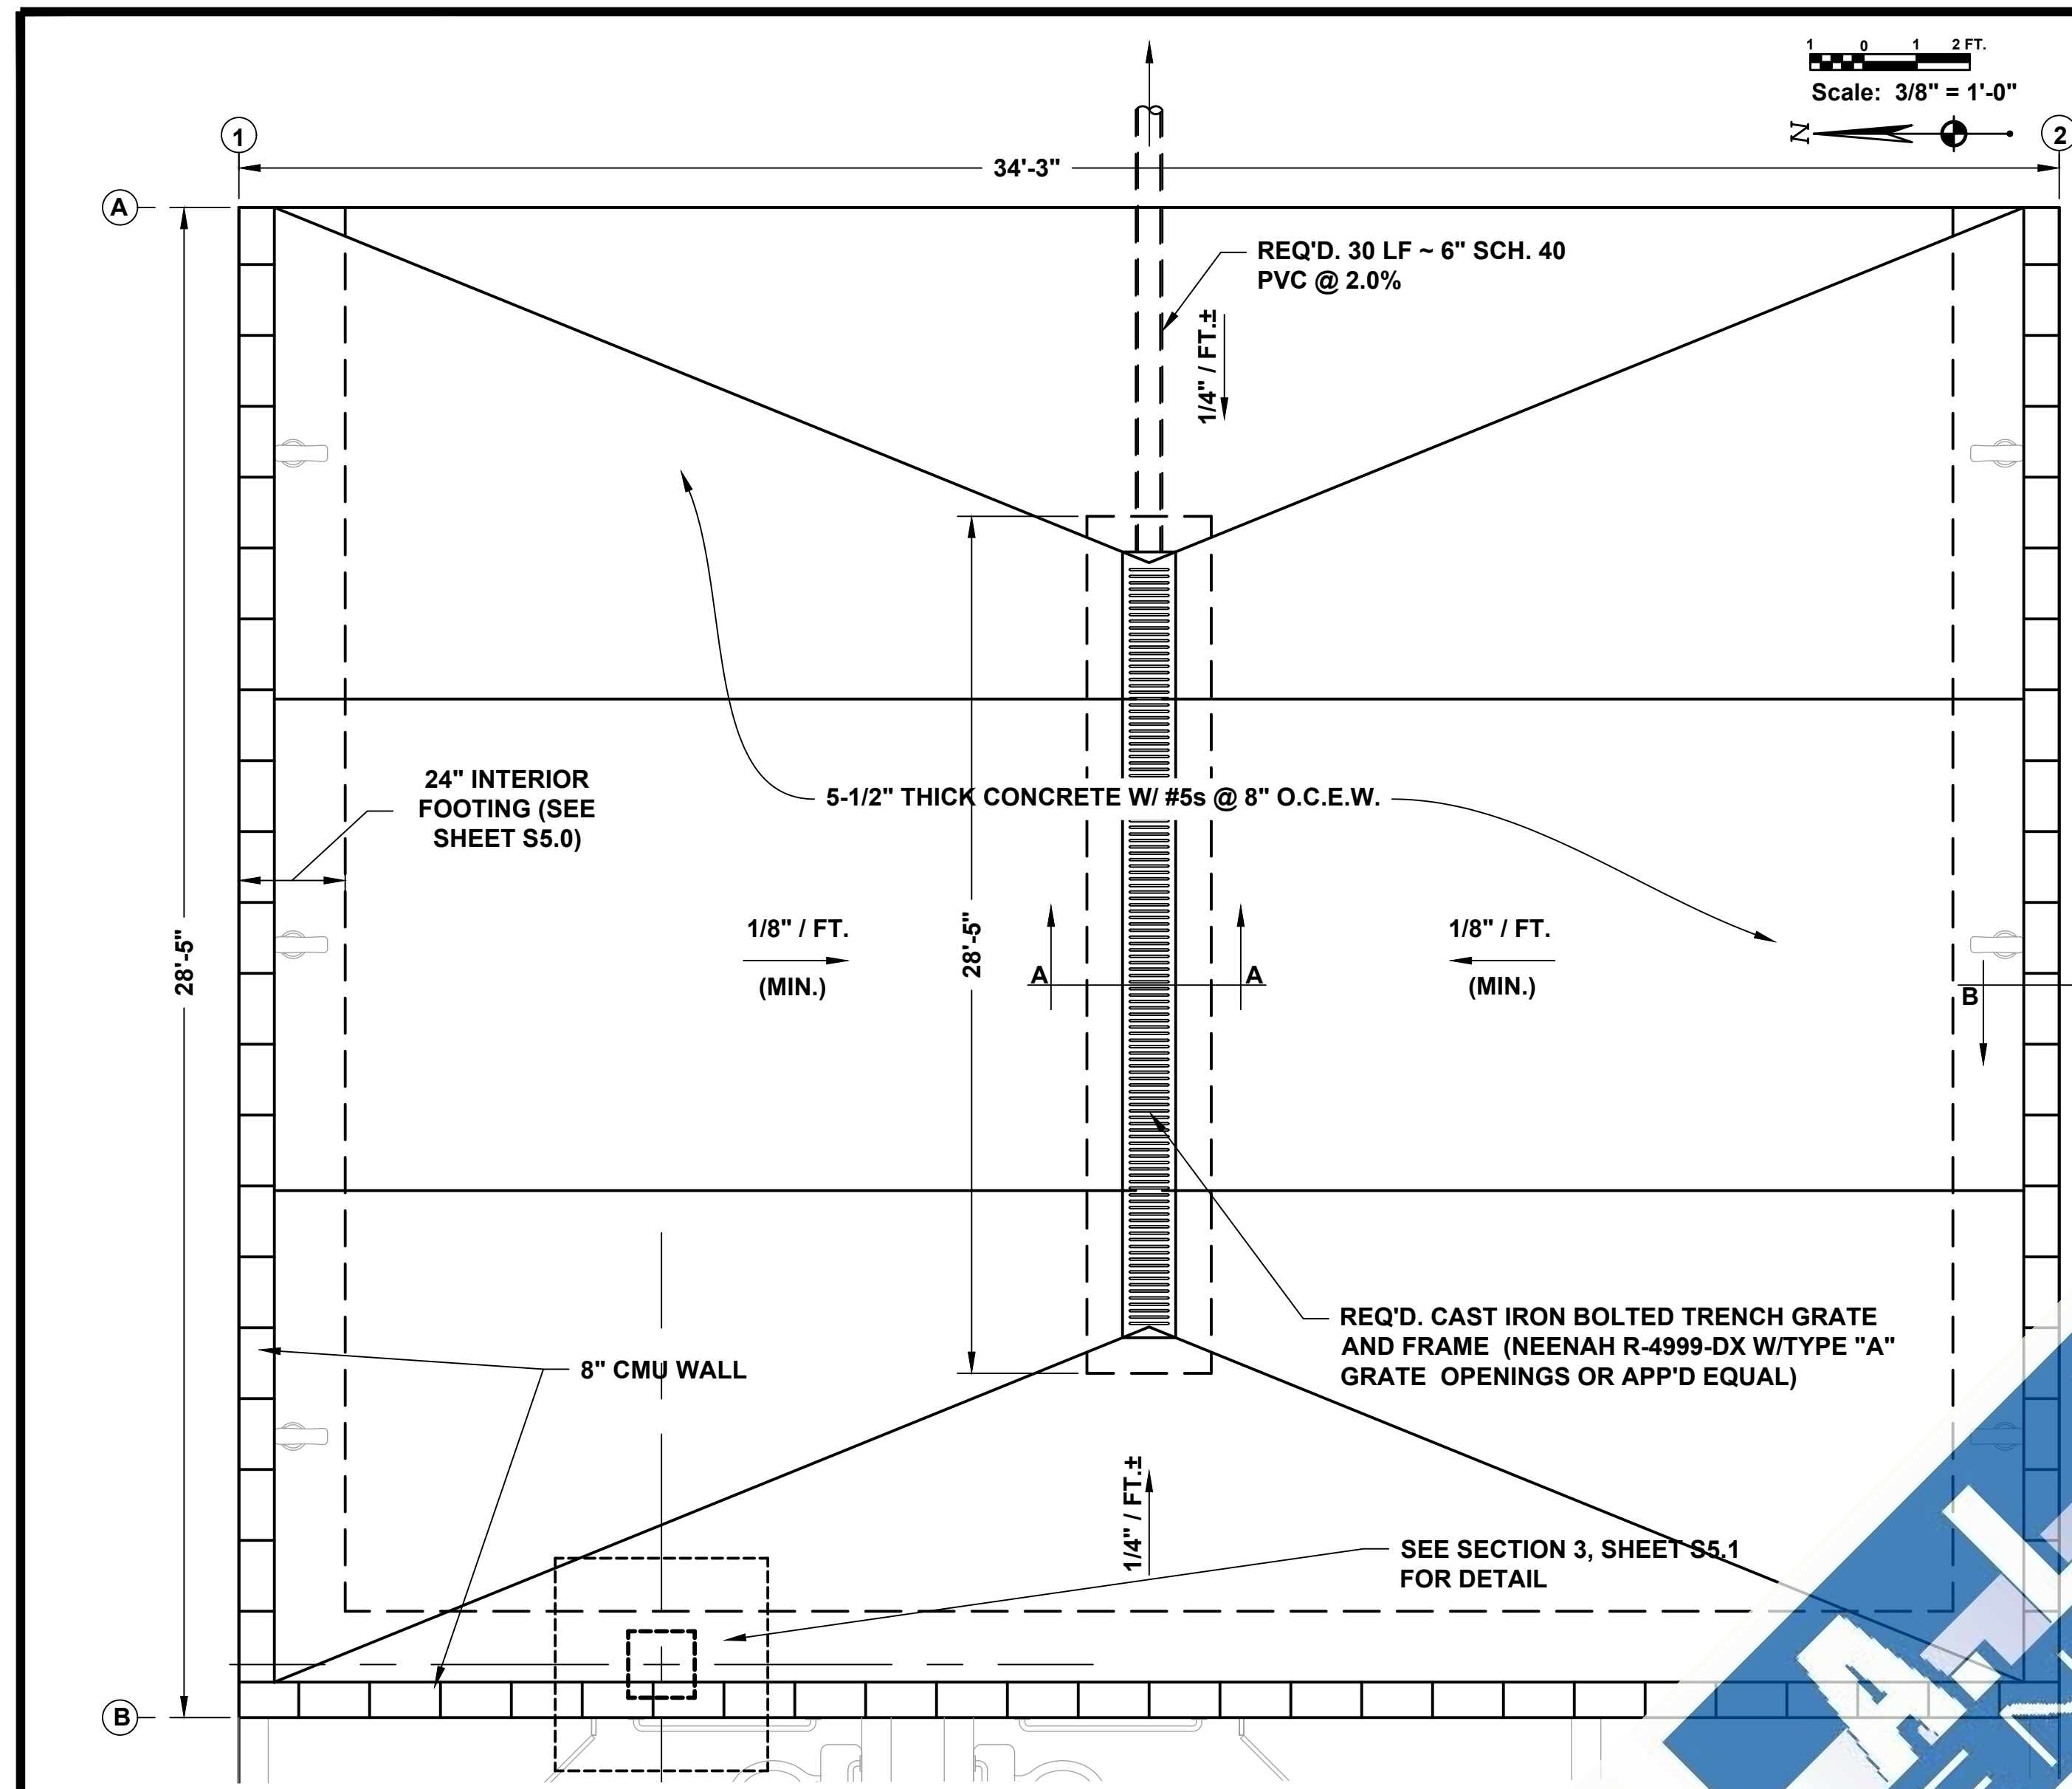 1 0 1 2 FT.
Scale: 3/8" = 1'-0"
N
1
2
34'-3"
A
REQ'D. 30 LF ~ 6" SCH. 40
PVC @ 2.0%
1/4" / FT.±
24" INTERIOR
FOOTING (SEE
SHEET S5.0)
5-1/2" THICK CONCRETE W/ #5s @ 8" O.C.E.W.
28'-5"
28'-5"
1/8" / FT.
(MIN.)
1/8" / FT.
(MIN.)
A
A
B
REQ'D. CAST IRON BOLTED TRENCH GRATE
AND FRAME (NEENAH R-4999-DX W/TYPE "A"
GRATE OPENINGS OR APP'D EQUAL)
8" CMU WALL
1/4" / FT.±
SEE SECTION 3, SHEET S5.1
FOR DETAIL
B